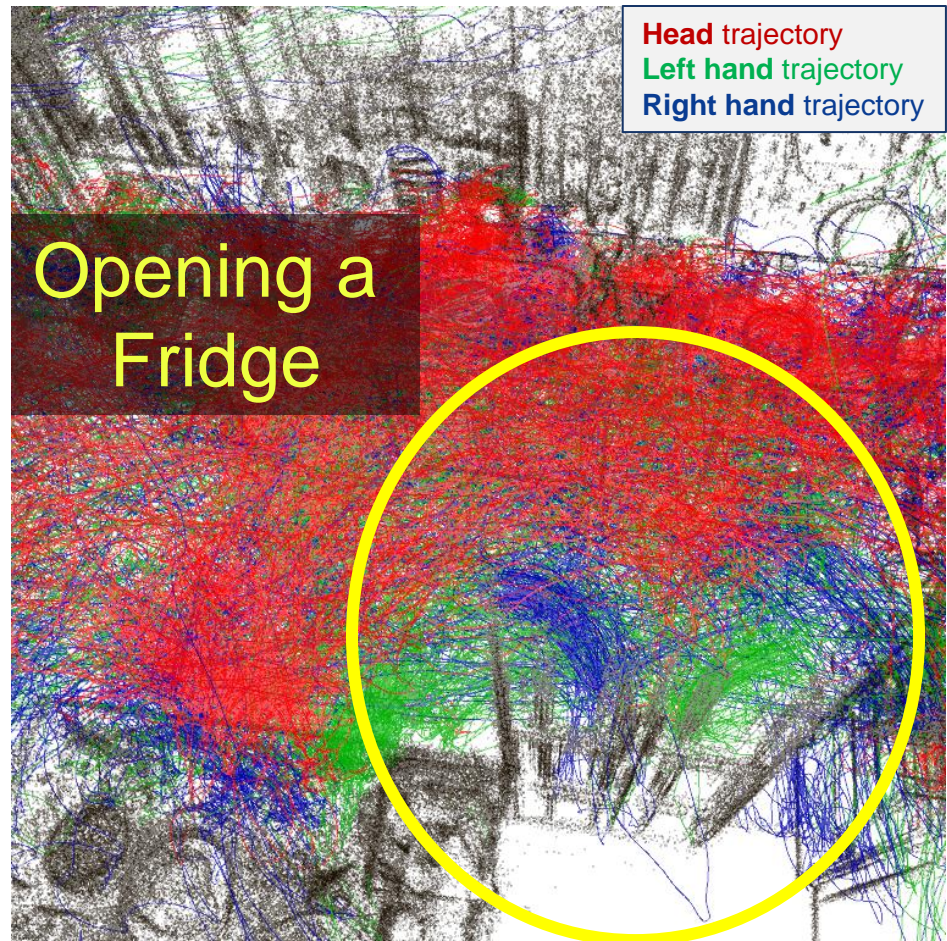 Head trajectory
Left hand trajectory
Right hand trajectory
Opening a
Fridge